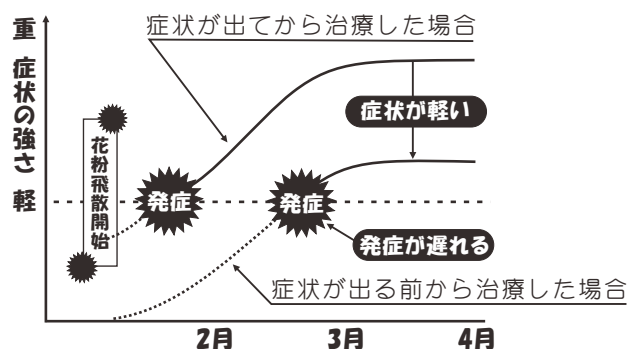 症状が出てから治療した場合
重 症状の強さ 軽
花粉飛散開始
発症
発症
症状が軽い
発症が遅れる
症状が出る前から治療した場合
2月 3月 4月